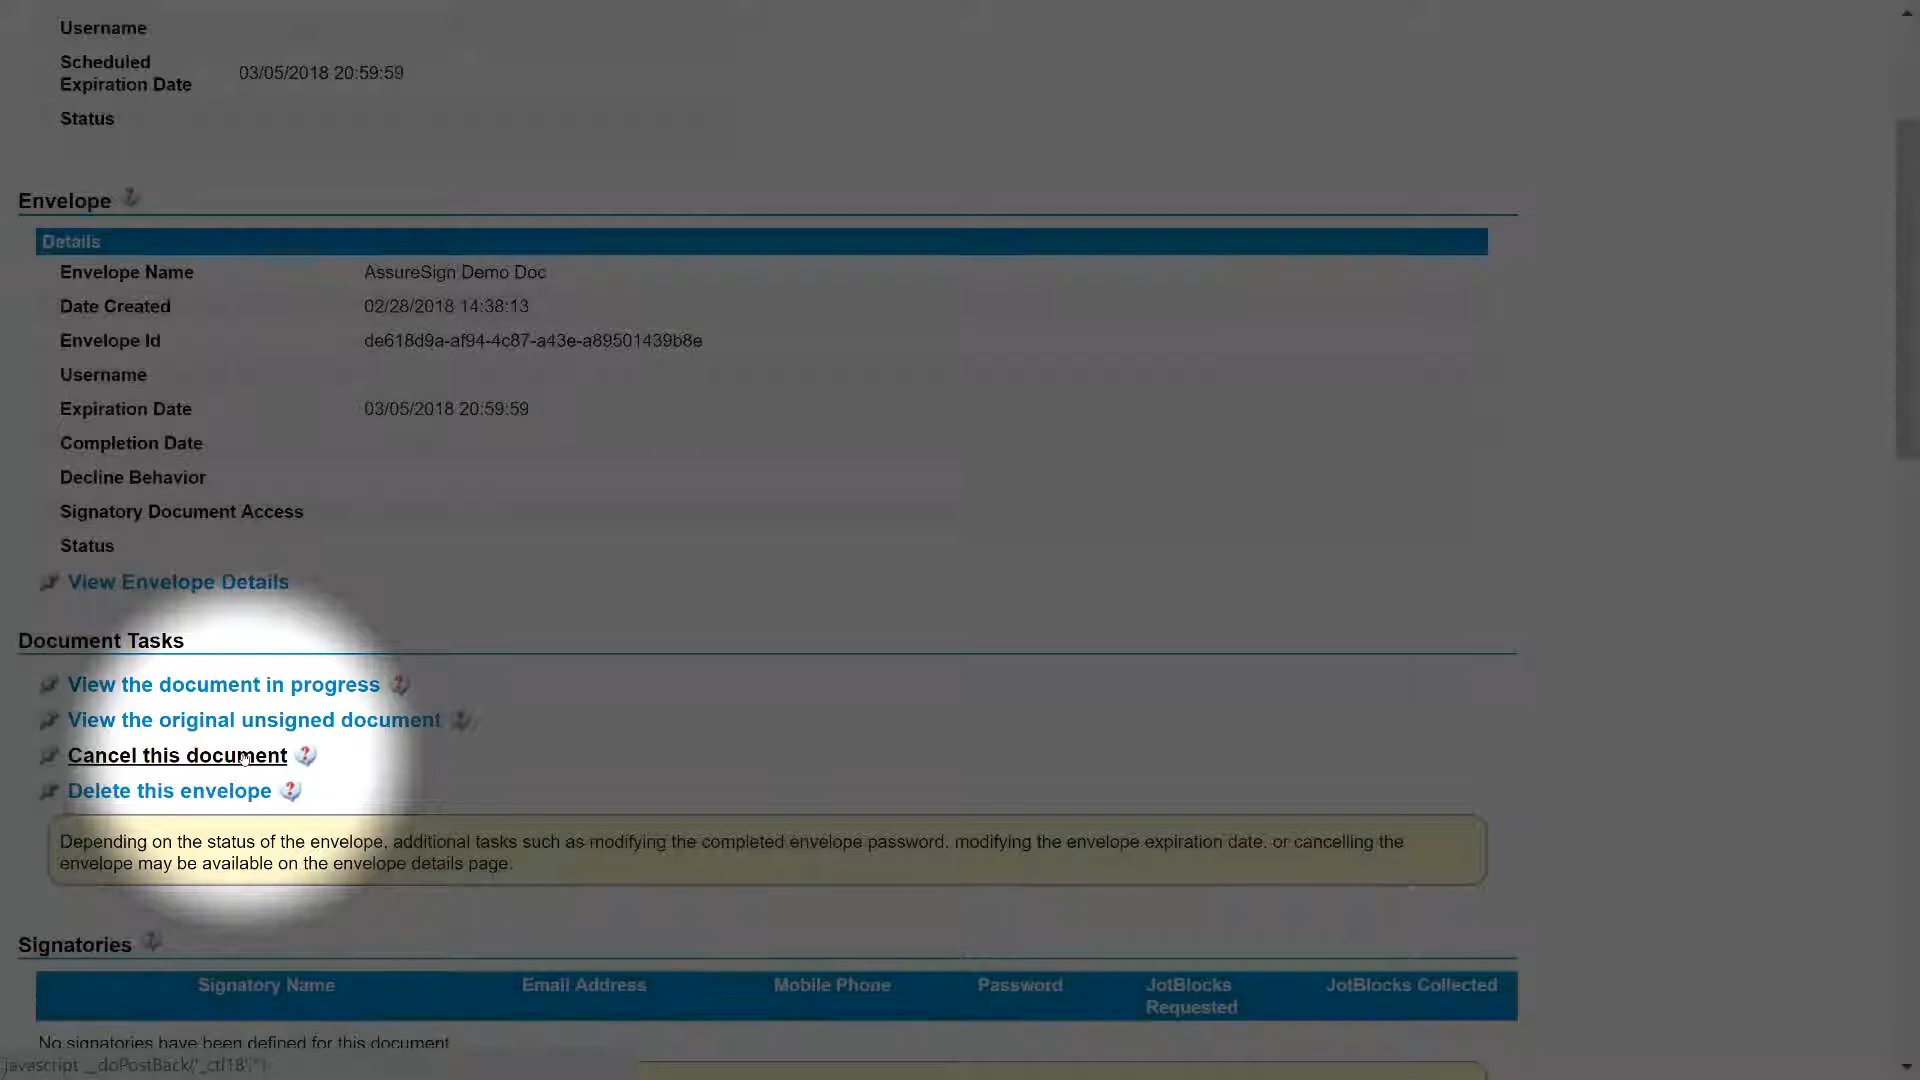 Username
Scheduled
Expiration Date 03/05/2018 20:59:59
Status
Envelope
Details
Envelope Name AssureSign Demo Doc
Date Created 02/28/2018 14:38:13
Envelope Id de618d9a-af94-4c87-a43e-a89501439b8e
Username
Expiration Date 03/05/2018 20:59:59
Completion Date
Decline Behavior
Signatory Document Access
Status
View Envelope Details
Document Tasks
View the document in progress
View the original unsigned document
Cancel this document
Delete this envelope
Depending on the status of the envelope, additional tasks such as modifying the completed envelope password, modifying the envelope expiration date, or cancelling the
envelope may be available on the envelope details page.
Signatories
Signatory Name Email Address Mobile Phone Password JotBlocks Requested JotBlocks Collected
No signatories have been defined for this document
javascript:__doPostBack('_ctl18','')